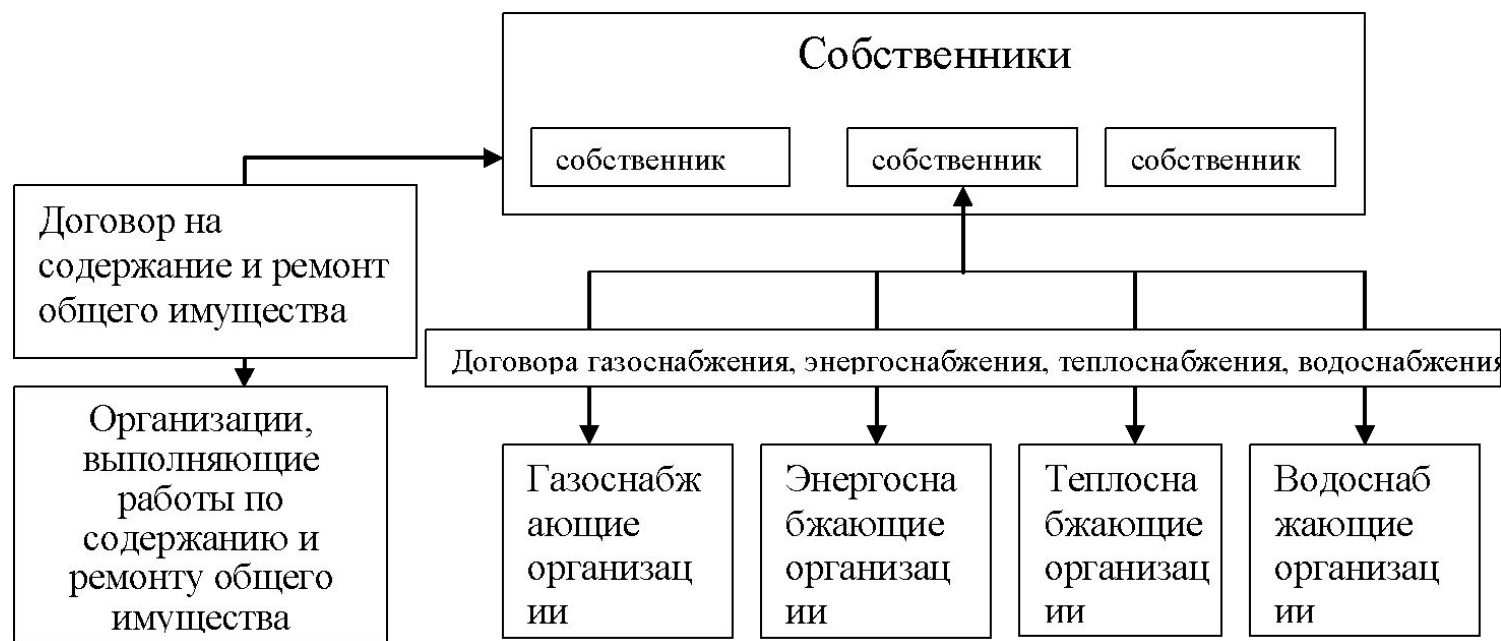 Собственники
собственник
собственник
собственник
Договор на
содержание и ремонт
общего имущества
Договора газоснабжения, энергоснабжения, теплоснабжения, водоснабжения
Организации,
выполняющие
работы по
содержанию и
ремонту общего
имущества
Газоснабж
ающие
организац
ии
Энергосна
бжающие
организац
ии
Теплосна
бжающие
организац
ии
Водоснаб
жающие
организац
ии